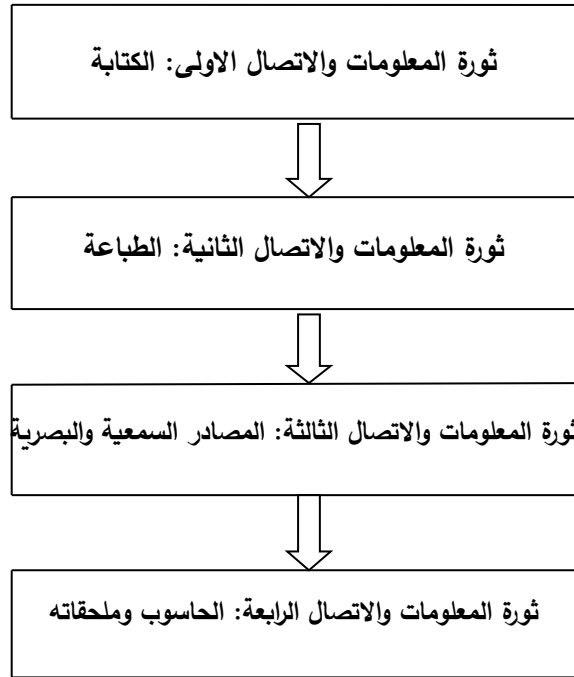 ثورة المعلومات والاتصال الاولى: الكتابة
ثورة المعلومات والاتصال الثانية: الطباعة
ثورة المعلومات والاتصال الثالثة: المصادر السمعية والبصرية
ثورة المعلومات والاتصال الرابعة: الحاسوب وملحقاته